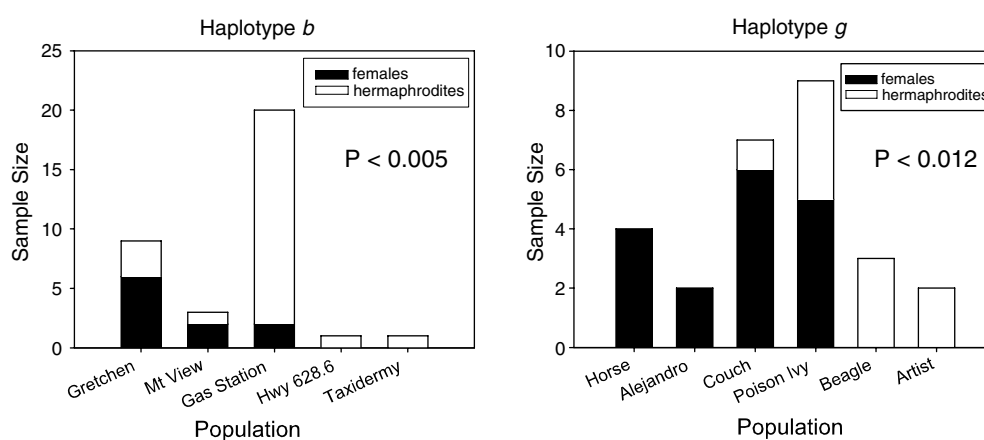 Haplotype b
25
20
15
10
5
0
Sample Size
females
hermaphrodites
P < 0.005
Gretchen
Mt View
Gas Station
Hwy 628.6
Taxidermy
Population
Haplotype g
10
8
6
4
2
0
Sample Size
females
hermaphrodites
P < 0.012
Horse
Alejandro
Couch
Poison Ivy
Beagle
Artist
Population